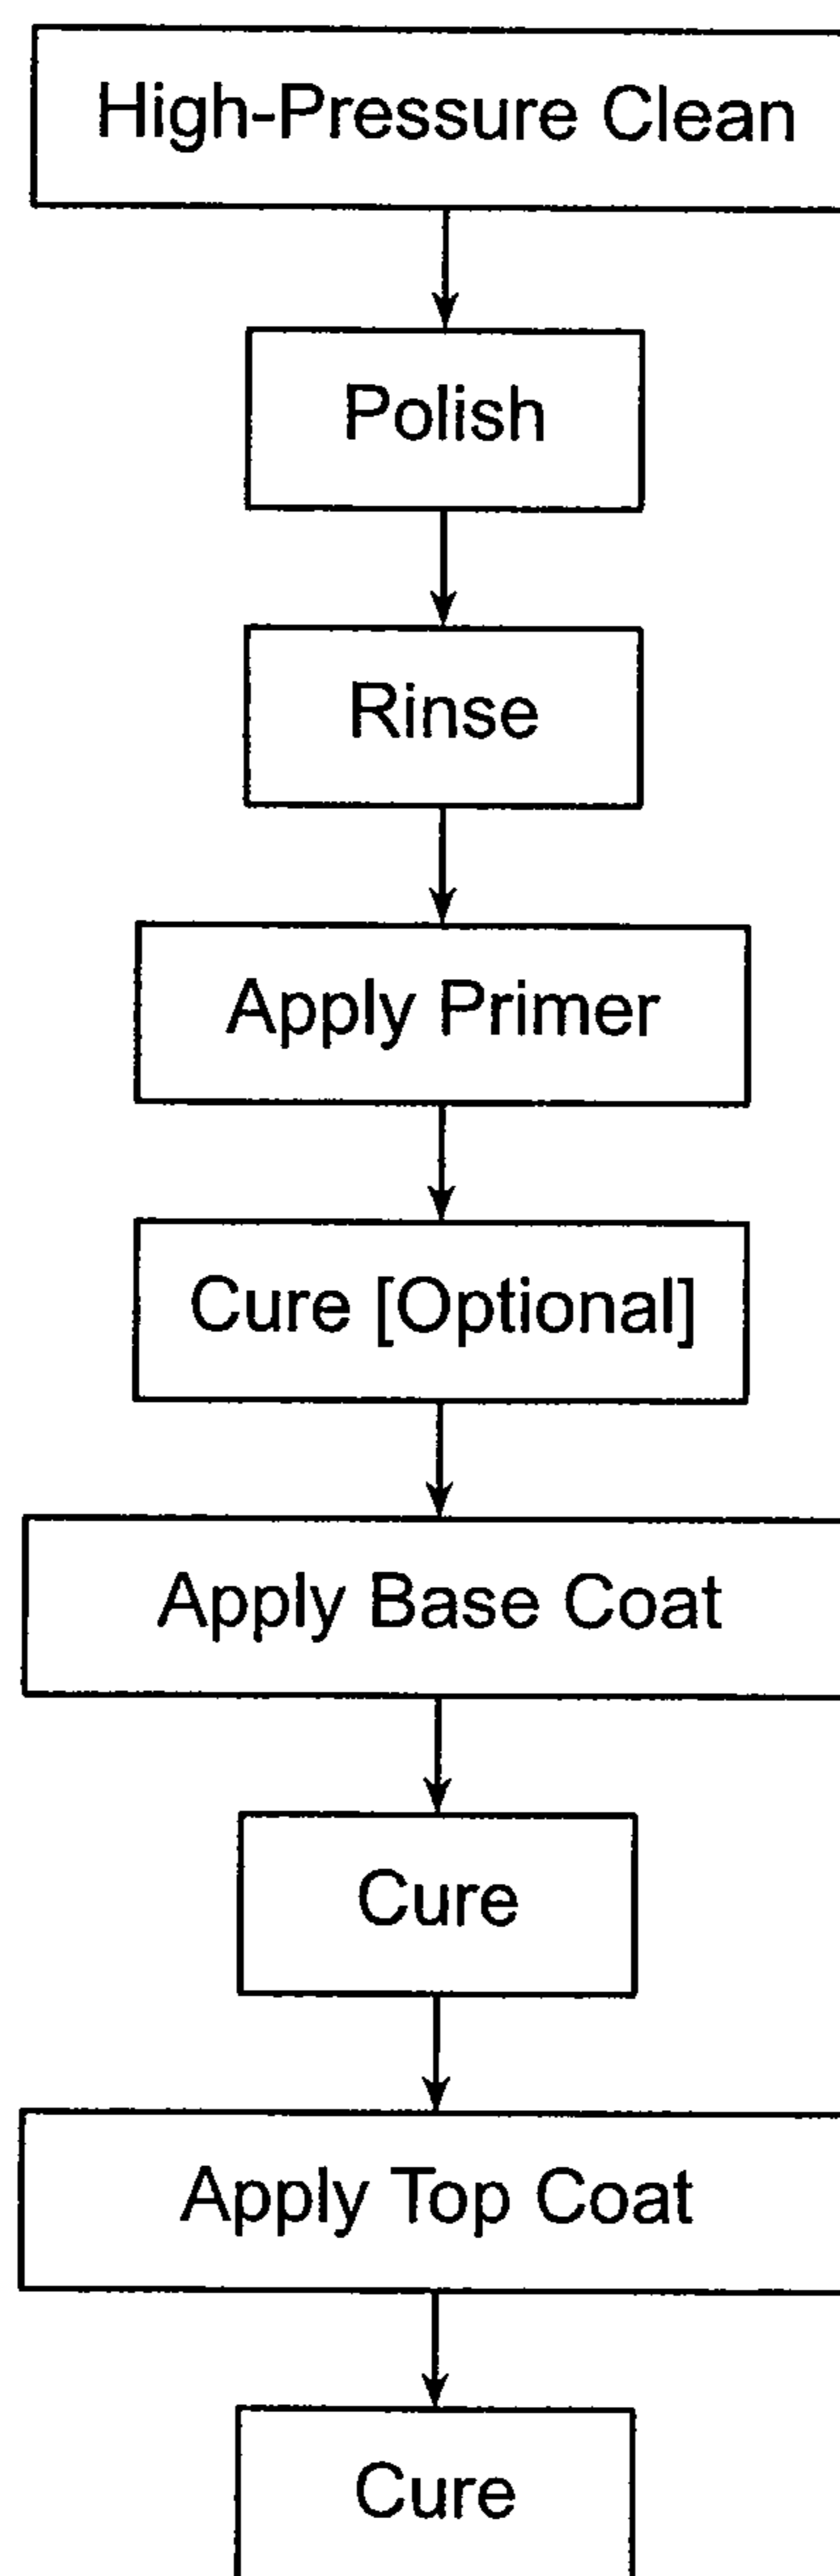 High-Pressure Clean
Polish
Rinse
Apply Primer
Cure [Optional]
Apply Base Coat
Cure
Apply Top Coat
Cure